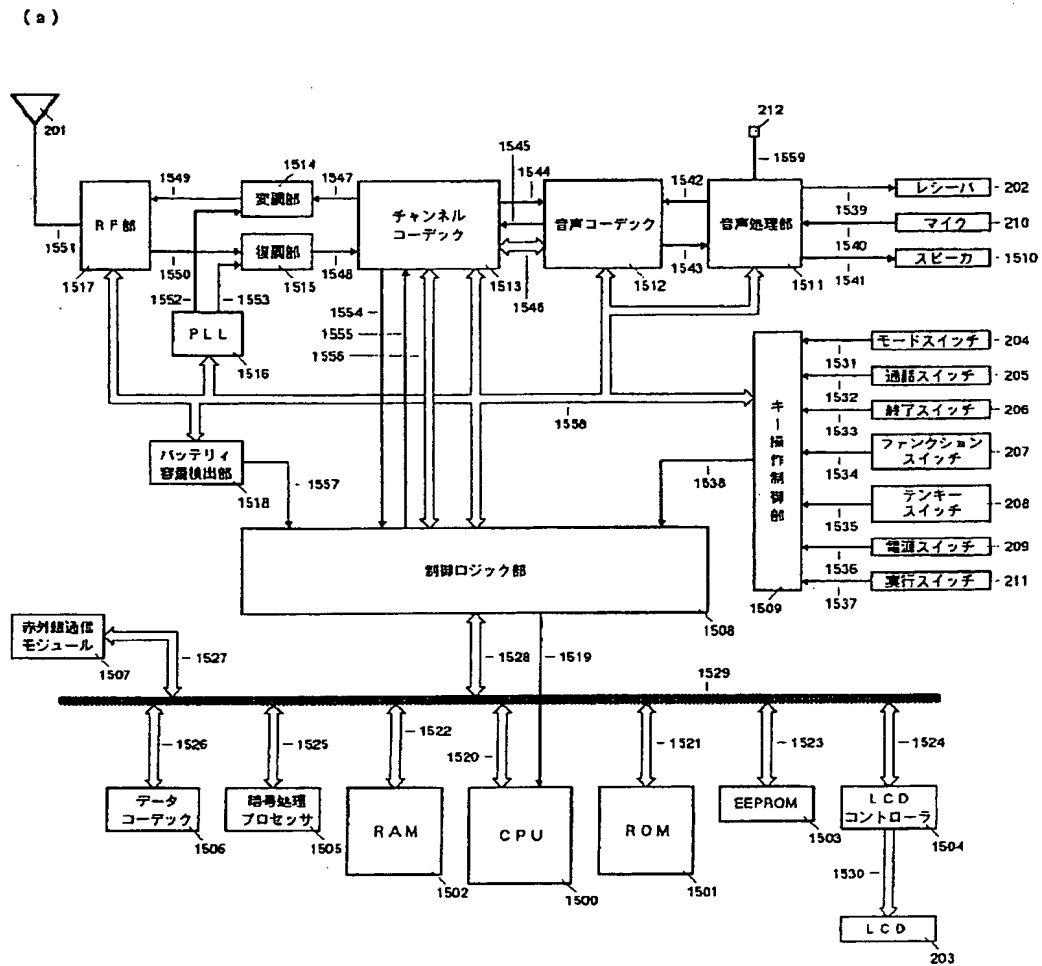 (a)
201
212
1559
1549
1514
変調部
1547
1545
1544
1542
RF部
チャンネル
コーデック
音声コーデック
音声処理部
レシーバ
202
1539
マイク
210
1540
スピーカ
1510
1541
1551
1517
1550
復調部
1515
1548
1513
1546
1512
1543
1511
1552
1553
PLL
1516
1554
1555
1556
モードスイッチ
204
1531
通話スイッチ
205
1532
終了スイッチ
206
1533
ファンクション
スイッチ
207
1534
テンキー
スイッチ
208
1535
電源スイッチ
209
1536
実行スイッチ
211
1537
キー操作制御部
1509
1558
バッテリィ
容量検出部
1518
1557
1538
制御ロジック部
1508
赤外線通信
モジュール
1507
1527
1528
1519
1529
1526
1525
1522
1520
1521
1523
1524
データ
コーデック
1506
暗号処理
プロセッサ
1505
RAM
1502
CPU
1500
ROM
1501
EEPROM
1503
LCD
コントローラ
1504
1530
LCD
203